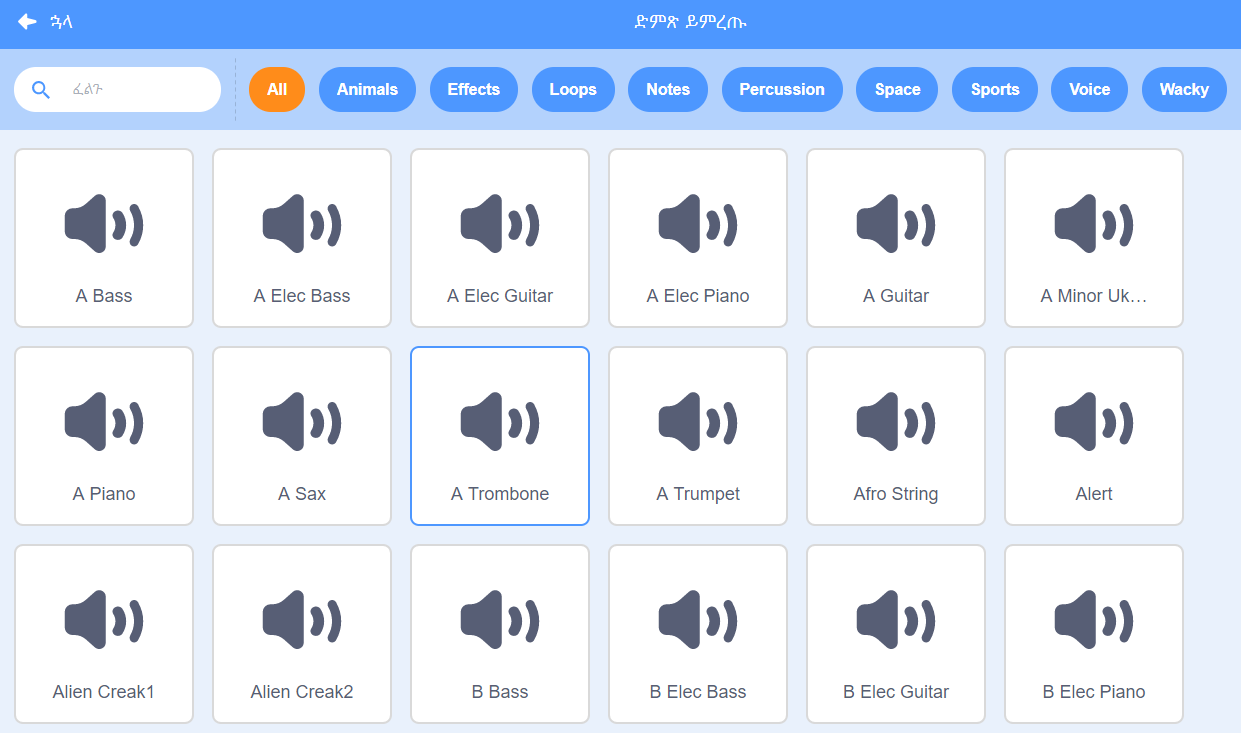 ኋላ ድምጽ ይምረጡ
ፈልጉ All Animals Effects Loops Notes Percussion Space Sports Voice Wacky
A Bass A Elec Bass A Elec Guitar A Elec Piano A Guitar A Minor Uk…
A Piano A Sax A Trombone A Trumpet Afro String Alert
Alien Creak1 Alien Creak2 B Bass B Elec Bass B Elec Guitar B Elec Piano